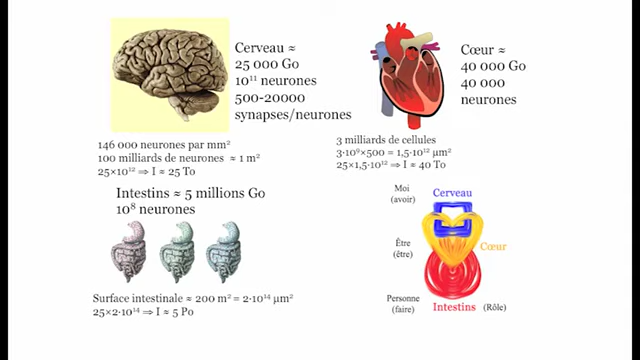 Cerveau ≈
25 000 Go
10¹¹ neurones
500-20000
synapses/neurones
146 000 neurones par mm²
100 milliards de neurones ≈ 1 m²
25×10¹² ⇒ I ≈ 25 To
Cœur ≈
40 000 Go
40 000
neurones
3 milliards de cellules
3·10⁹×500 = 1,5·10¹² µm²
25×1,5·10¹² ⇒ I ≈ 40 To
Intestins ≈ 5 millions Go
10⁸ neurones
Surface intestinale ≈ 200 m² = 2·10¹⁴ µm²
25×2·10¹⁴ ⇒ I ≈ 5 Po
Moi
(avoir)
Cerveau
Être
(être)
Cœur
Personne
(faire)
Intestins
(Rôle)